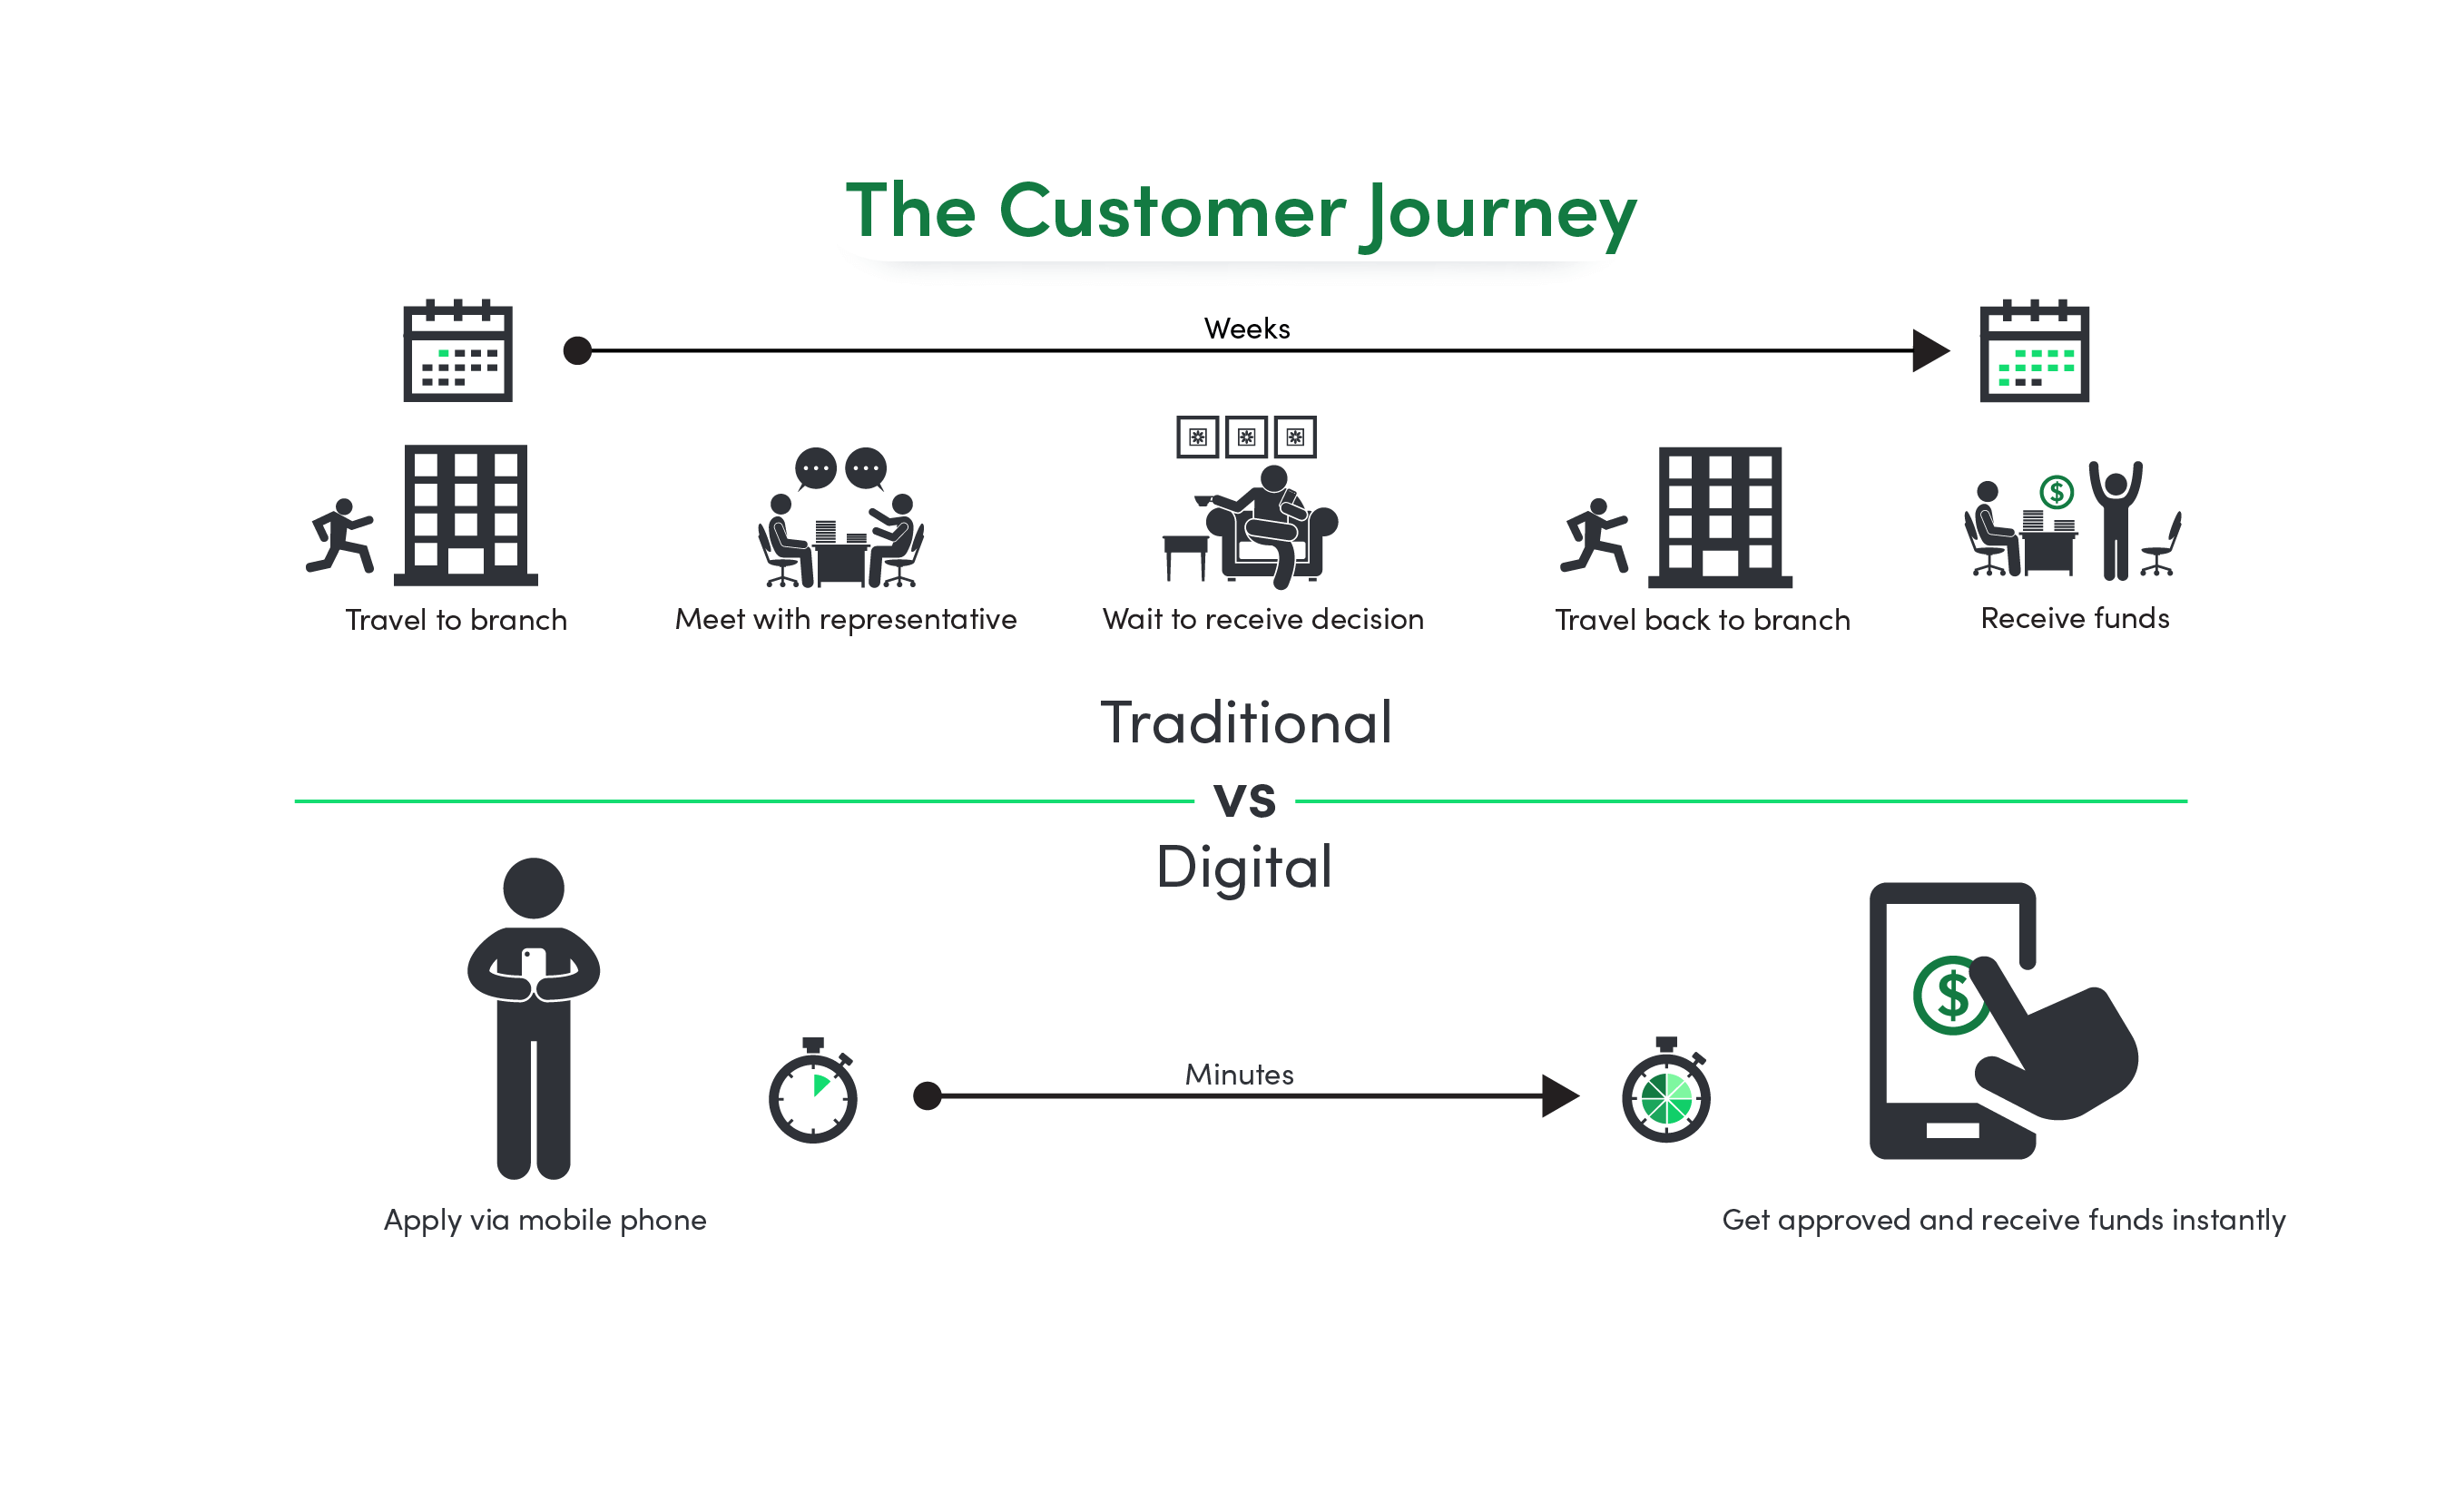 The Customer Journey
Weeks
Travel to branch
Meet with representative
Wait to receive decision
Travel back to branch
Receive funds
Traditional
vs
Digital
$
$
Minutes
Apply via mobile phone
Get approved and receive funds instantly